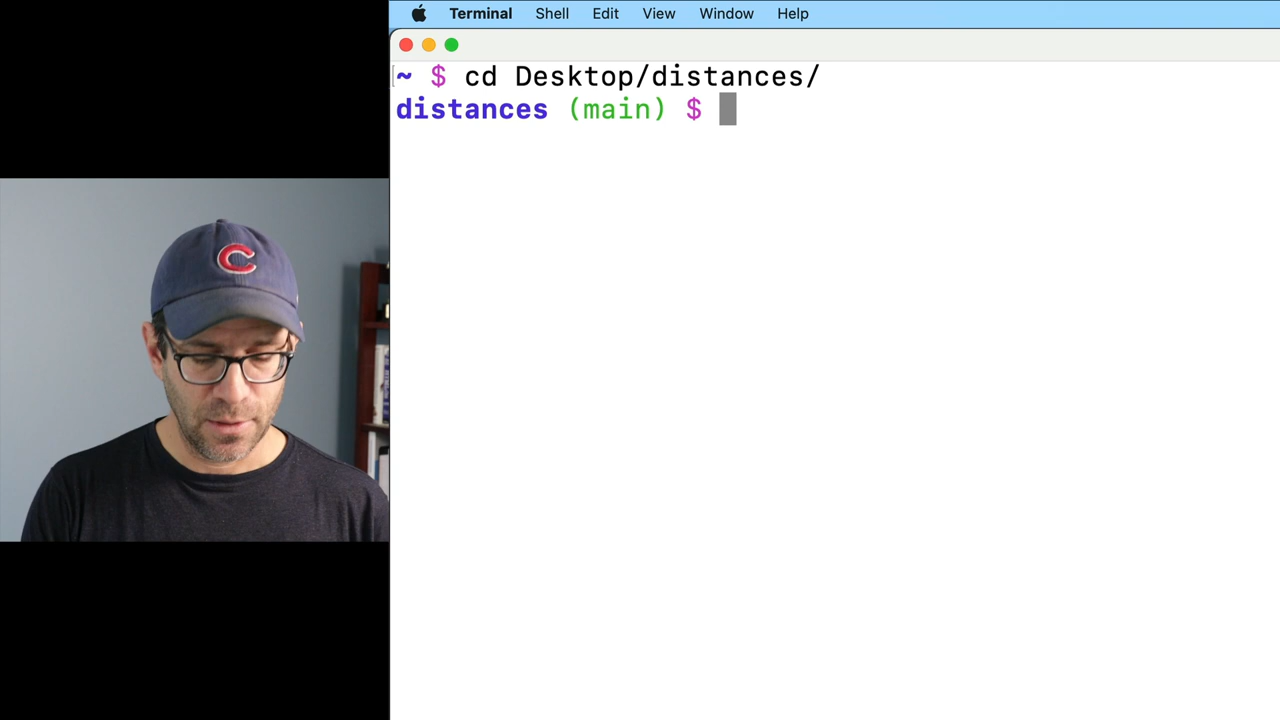 Terminal Shell Edit View Window Help
~ $ cd Desktop/distances/
distances (main) $
C